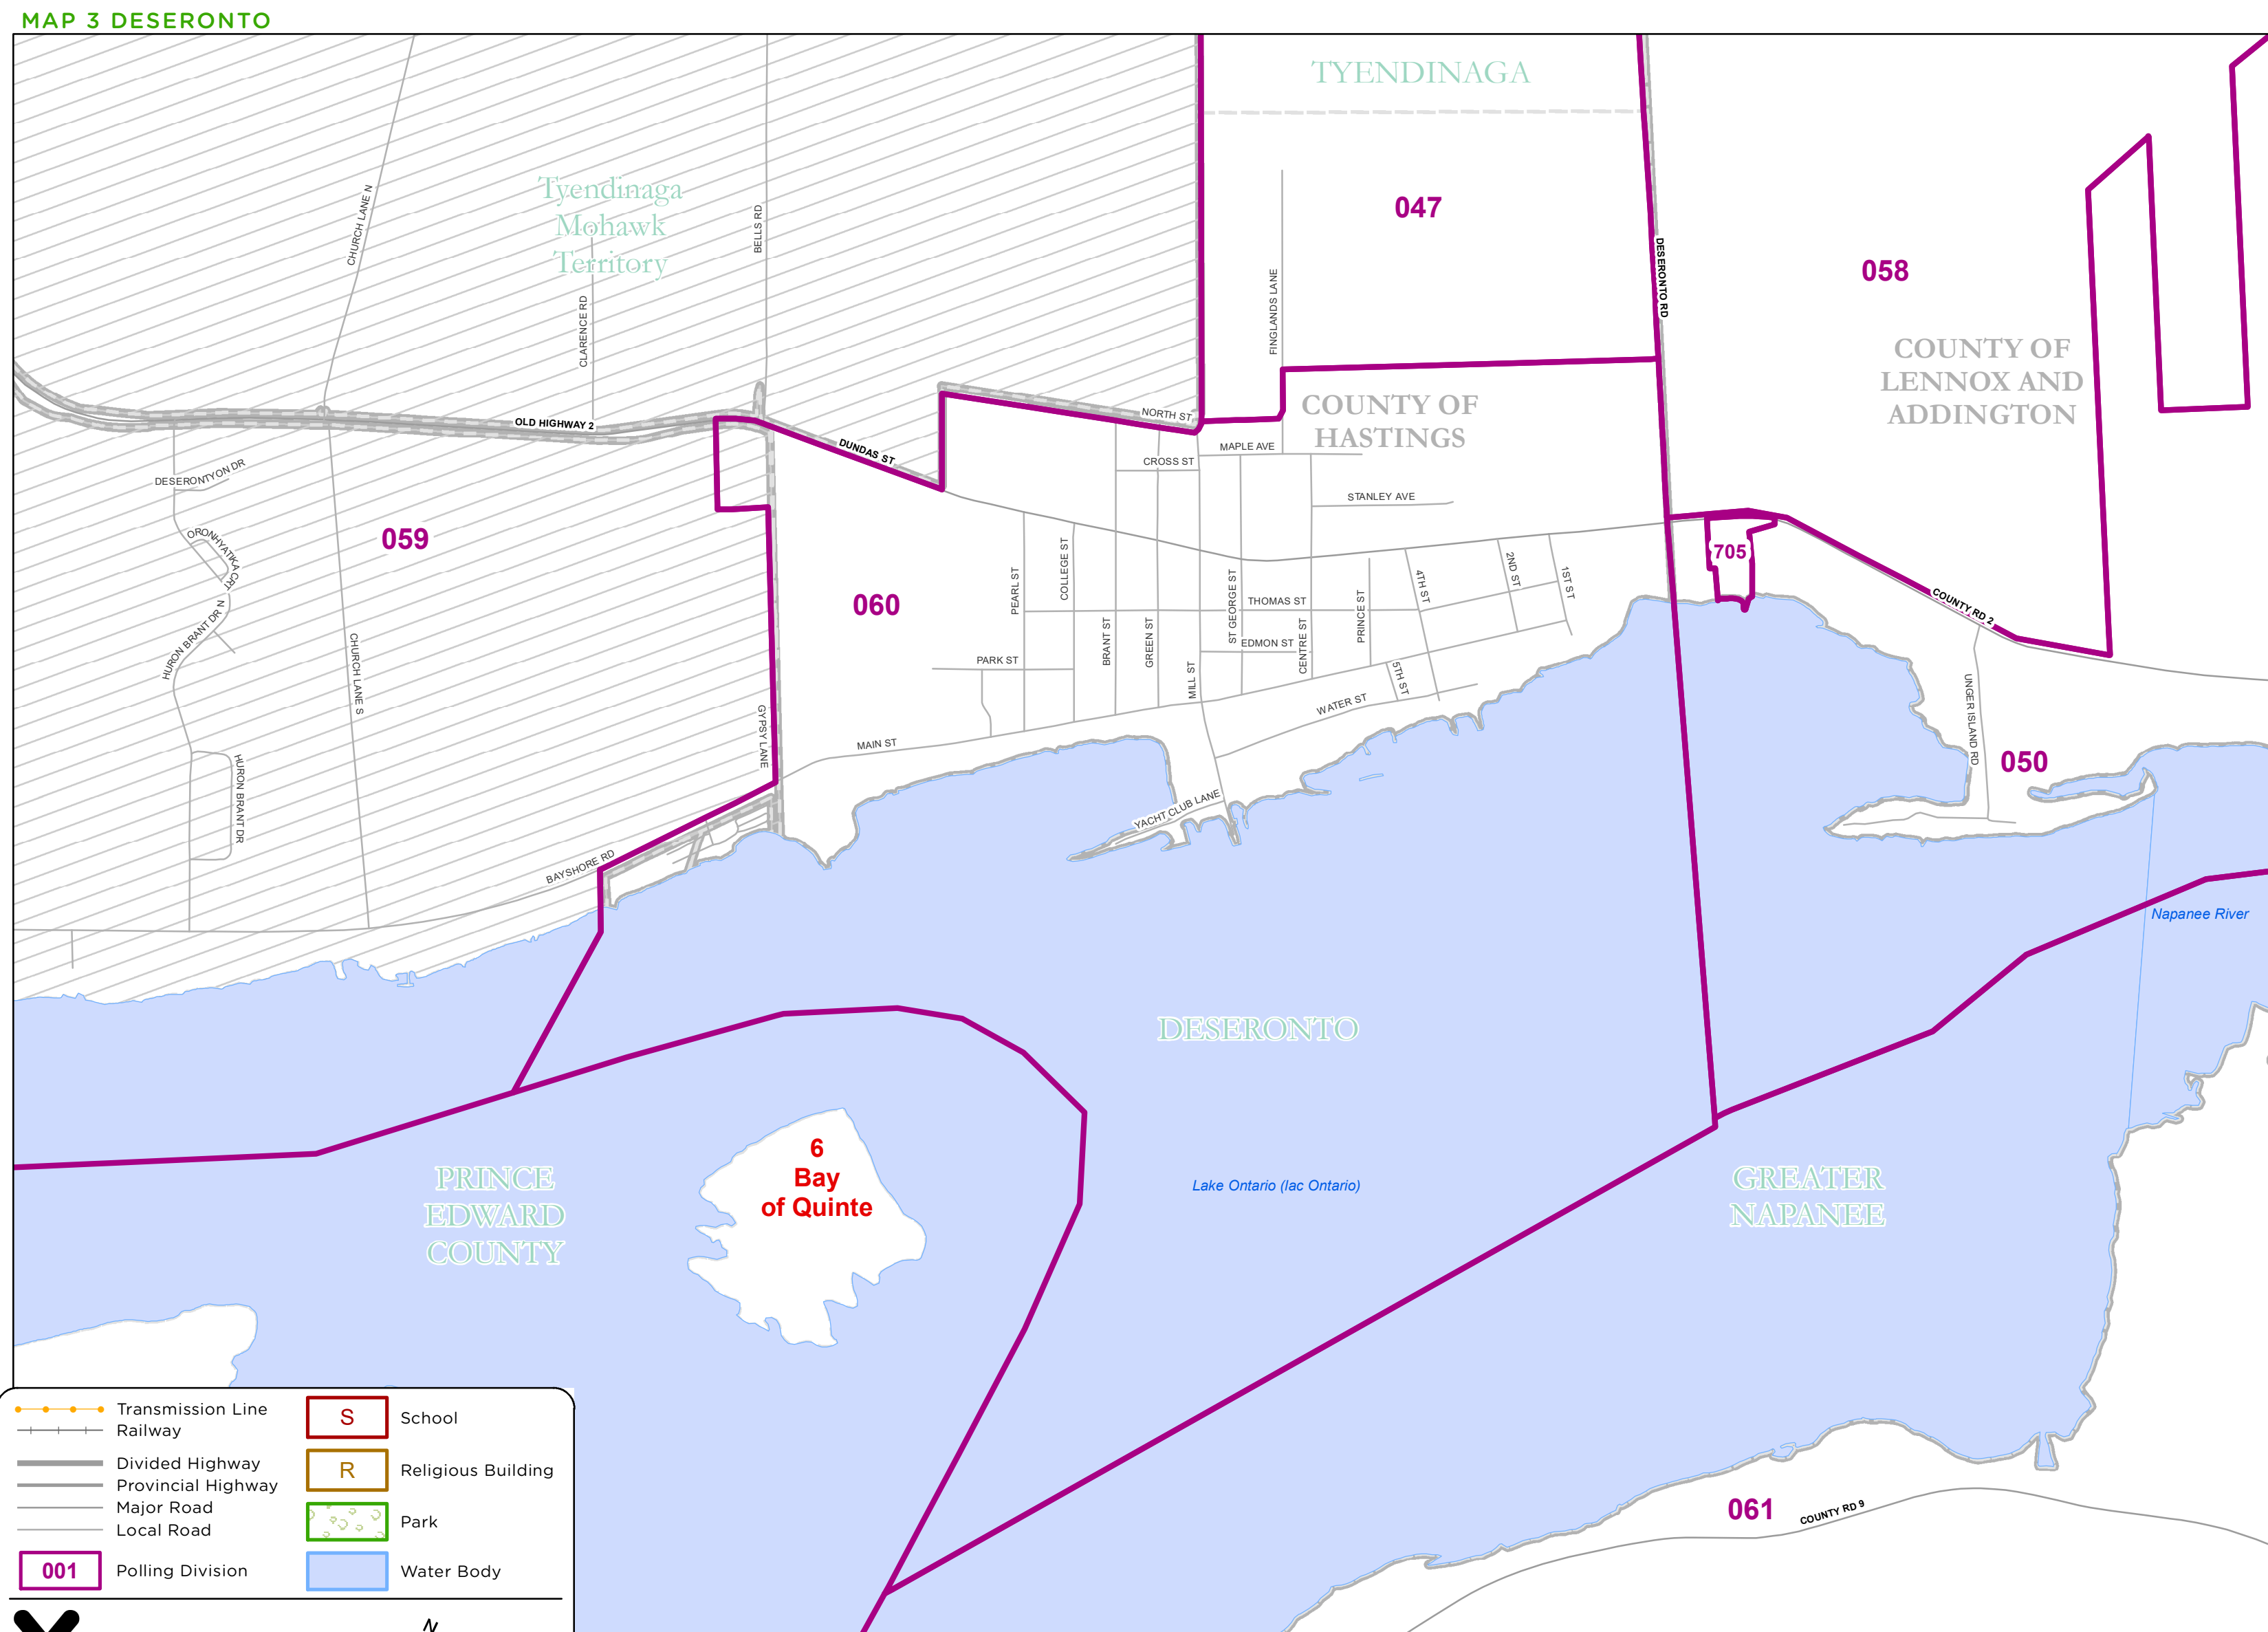 MAP 3 DESERONTO
TYENDINAGA
Tyendinaga
Mohawk
Territory
CHURCH LANE N
BELLS RD
CLARENCE RD
047
FINGLANDS LANE
DESERONTO RD
058
COUNTY OF
LENNOX AND
ADDINGTON
COUNTY OF
HASTINGS
OLD HIGHWAY 2
DUNDAS ST
NORTH ST
MAPLE AVE
CROSS ST
STANLEY AVE
DESERONTYON DR
ORONHYATIKA CRT
HURON BRANT DR N
059
CHURCH LANE S
HURON BRANT DR
GYPSY LANE
060
PEARL ST
COLLEGE ST
BRANT ST
GREEN ST
MILL ST
ST GEORGE ST
THOMAS ST
EDMON ST
CENTRE ST
PRINCE ST
4TH ST
5TH ST
2ND ST
1ST ST
PARK ST
MAIN ST
WATER ST
YACHT CLUB LANE
BAYSHORE RD
705
COUNTY RD 2
UNGER ISLAND RD
050
Napanee River
DESERONTO
PRINCE
EDWARD
COUNTY
6
Bay
of Quinte
Lake Ontario (lac Ontario)
GREATER
NAPANEE
061
COUNTY RD 9
Transmission Line
Railway
Divided Highway
Provincial Highway
Major Road
Local Road
001
Polling Division
S
School
R
Religious Building
Park
Water Body
N